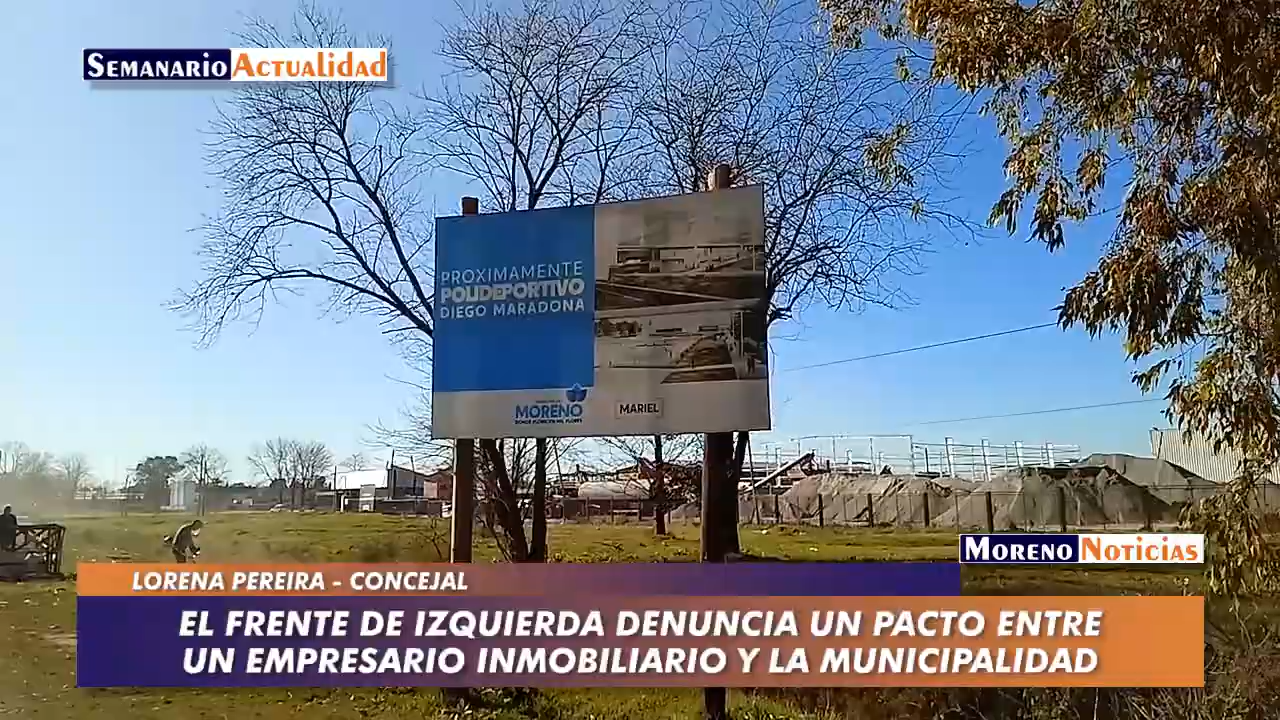 SEMANARIO ACTUALIDAD
PROXIMAMENTE
POLIDEPORTIVO
DIEGO MARADONA
MORENO
MARIEL
MORENO NOTICIAS
LORENA PEREIRA - CONCEJAL
EL FRENTE DE IZQUIERDA DENUNCIA UN PACTO ENTRE
UN EMPRESARIO INMOBILIARIO Y LA MUNICIPALIDAD